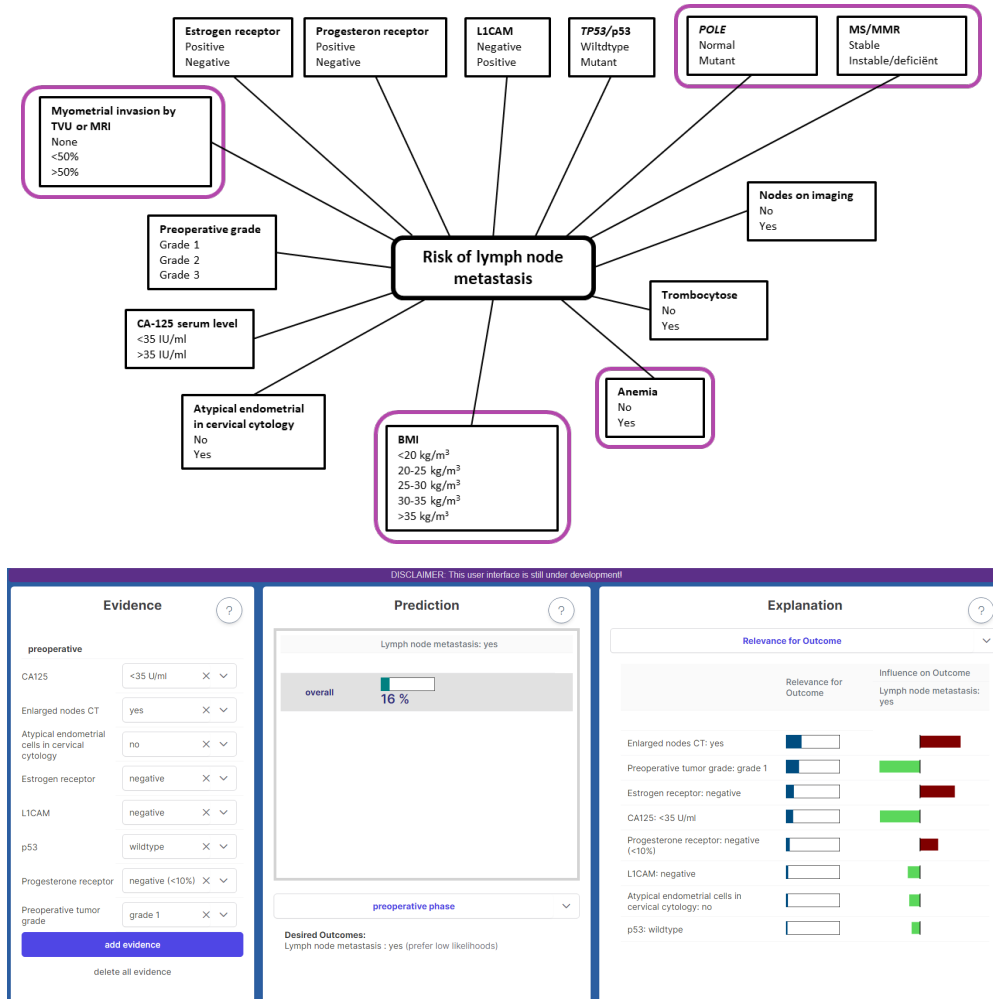 Estrogen receptor
Positive
Negative
Progesteron receptor
Positive
Negative
L1CAM
Negative
Positive
TP53/p53
Wiltdtype
Mutant
POLE
Normal
Mutant
MS/MMR
Stable
Instable/deficiënt
Myometrial invasion by
TVU or MRI
None
<50%
>50%
Nodes on imaging
No
Yes
Preoperative grade
Grade 1
Grade 2
Grade 3
Risk of lymph node
metastasis
Trombocytose
No
Yes
CA-125 serum level
<35 IU/ml
>35 IU/ml
Anemia
No
Yes
Atypical endometrial
in cervical cytology
No
Yes
BMI
<20 kg/m³
20-25 kg/m³
25-30 kg/m³
30-35 kg/m³
>35 kg/m³
DISCLAIMER: This user interface is still under development!
Evidence
?
preoperative
CA125
<35 U/ml
Enlarged nodes CT
yes
Atypical endometrial
cells in cervical
cytology
no
Estrogen receptor
negative
L1CAM
negative
p53
wildtype
Progesterone receptor
negative (<10%)
Preoperative tumor
grade
grade 1
add evidence
delete all evidence
Prediction
?
Lymph node metastasis: yes
overall
16 %
preoperative phase
Desired Outcomes:
Lymph node metastasis : yes (prefer low likelihoods)
Explanation
?
Relevance for Outcome
Relevance for
Outcome
Influence on Outcome
Lymph node metastasis:
yes
Enlarged nodes CT: yes
Preoperative tumor grade: grade 1
Estrogen receptor: negative
CA125: <35 U/ml
Progesterone receptor: negative
(<10%)
L1CAM: negative
Atypical endometrial cells in
cervical cytology: no
p53: wildtype